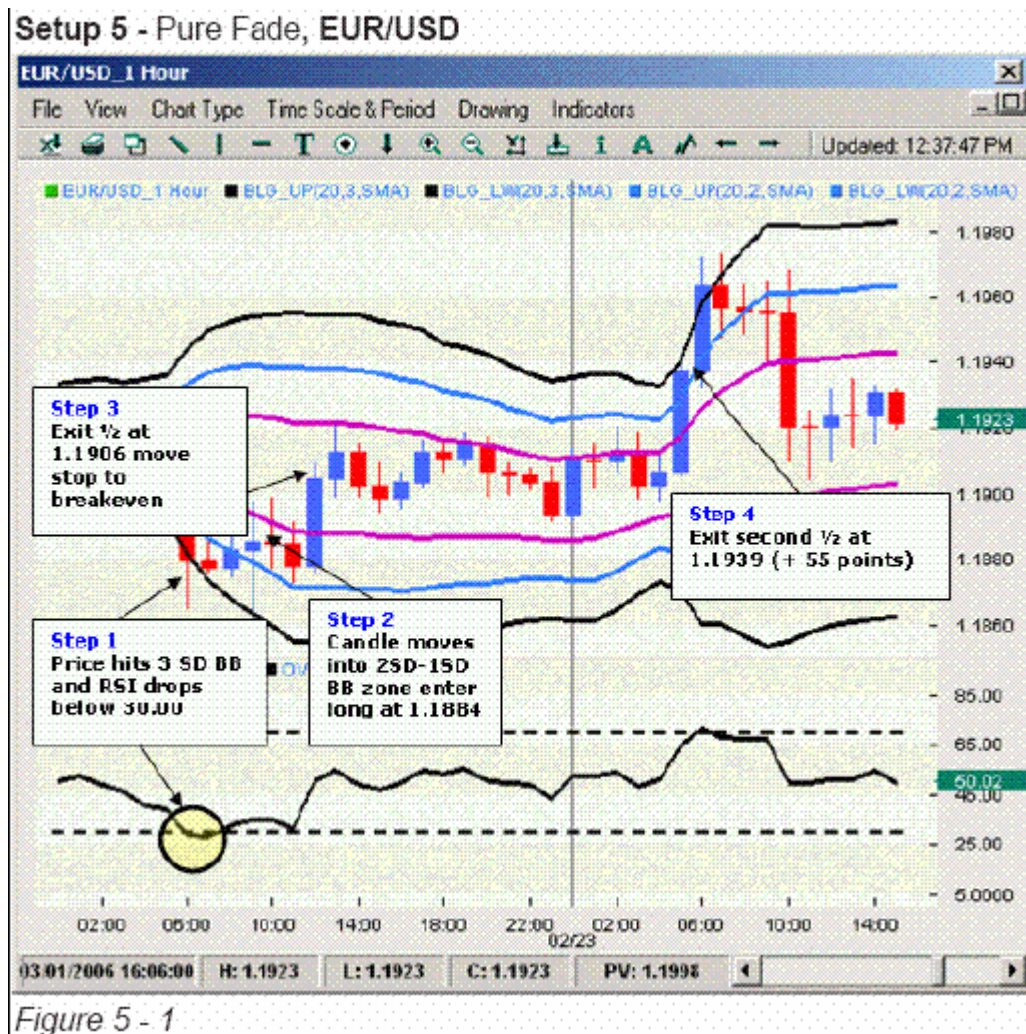 Setup 5 - Pure Fade, EUR/USD
EUR/USD_1 Hour
File View Chart Type Time Scale & Period Drawing Indicators
Updated: 12:37:47 PM
EUR/USD_1 Hour BLG_UP(20,3,SMA) BLG_LW(20,3,SMA) BLG_UP(20,2,SMA) BLG_LW(20,2,SMA)
1.1980
1.1960
1.1940
1.1923
1.1920
1.1900
1.1880
1.1860
Step 3
Exit ½ at
1.1906 move
stop to
breakeven
Step 4
Exit second ½ at
1.1939 (+ 55 points)
Step 1
Price hits 3 SD BB
and RSI drops
below 30.00
Step 2
Candle moves
into 2SD-1SD
BB zone enter
long at 1.1884
85.00
65.00
50.02
45.00
25.00
5.0000
02:00 06:00 10:00 14:00 18:00 22:00 02:00 06:00 10:00 14:00
02/23
03/01/2006 16:06:00 H: 1.1923 L: 1.1923 C: 1.1923 PV: 1.1998
Figure 5 - 1